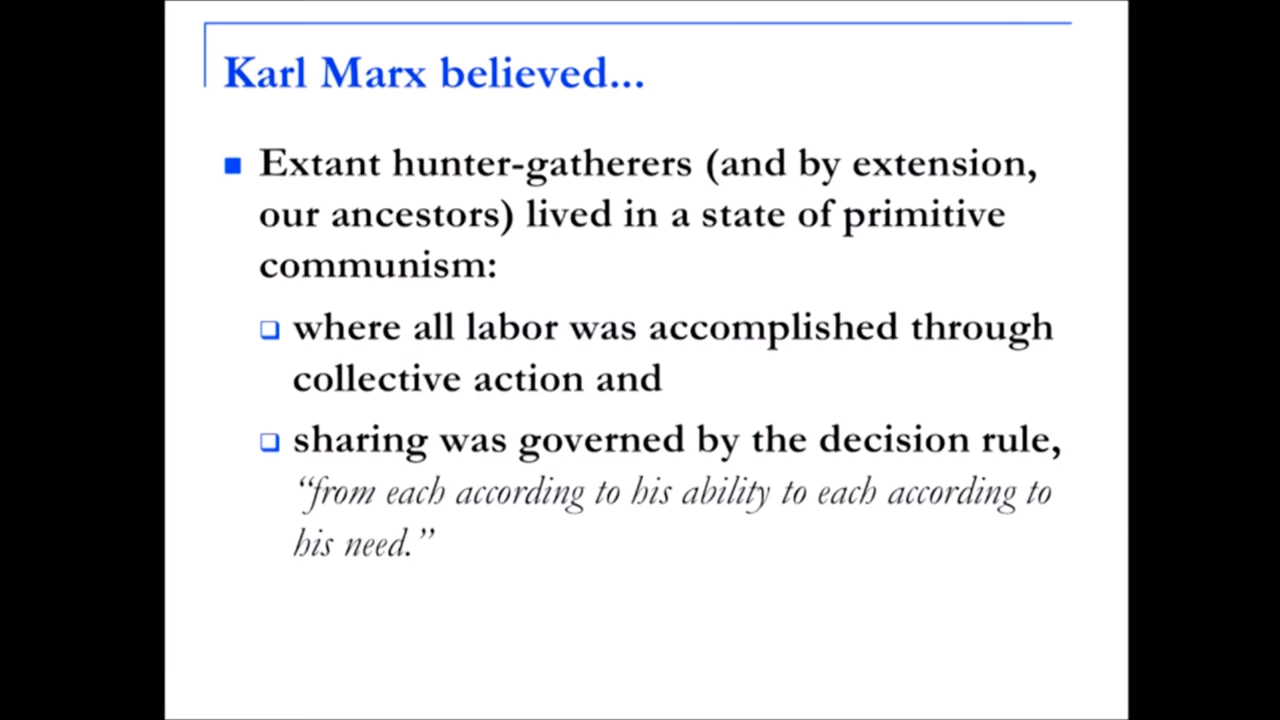 Karl Marx believed...
Extant hunter-gatherers (and by extension,
our ancestors) lived in a state of primitive
communism:
where all labor was accomplished through
collective action and
sharing was governed by the decision rule,
“from each according to his ability to each according to
his need.”